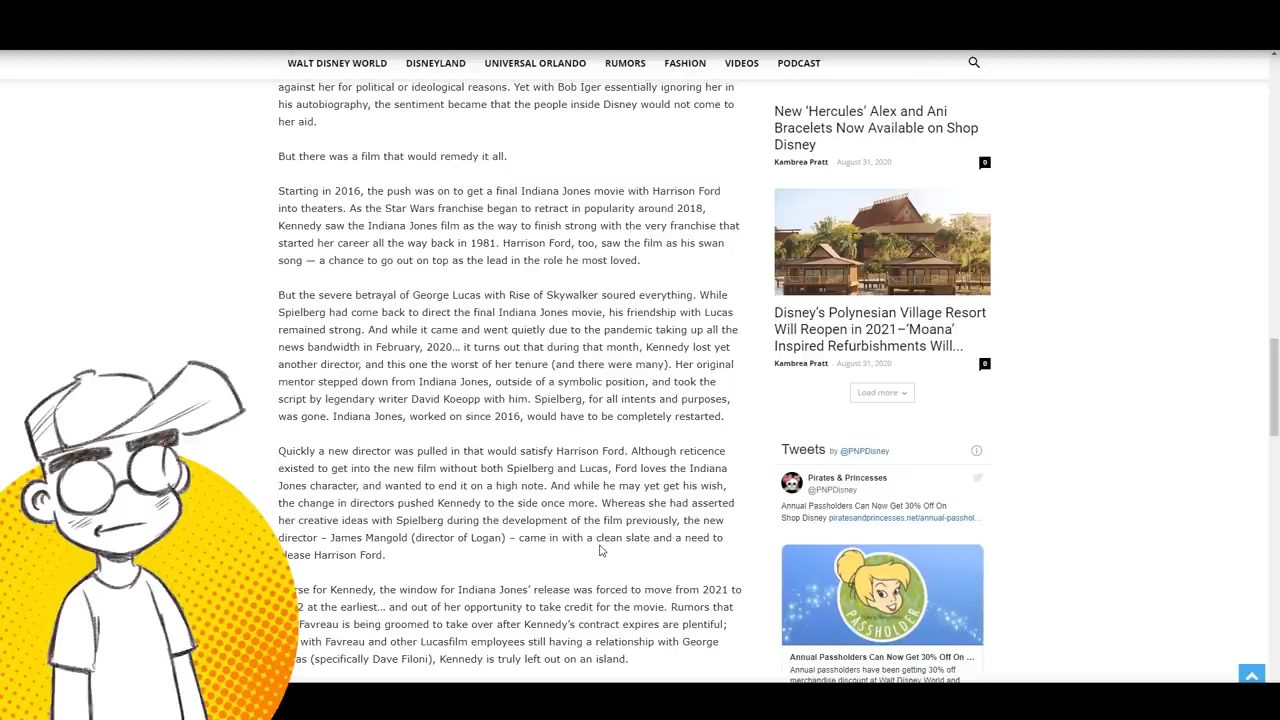 WALT DISNEY WORLD DISNEYLAND UNIVERSAL ORLANDO RUMORS FASHION VIDEOS PODCAST
against her for political or ideological reasons. Yet with Bob Iger essentially ignoring her in
his autobiography, the sentiment became that the people inside Disney would not come to
her aid.
But there was a film that would remedy it all.
Starting in 2016, the push was on to get a final Indiana Jones movie with Harrison Ford
into theaters. As the Star Wars franchise began to retract in popularity around 2018,
Kennedy saw the Indiana Jones film as the way to finish strong with the very franchise that
started her career all the way back in 1981. Harrison Ford, too, saw the film as his swan
song — a chance to go out on top as the lead in the role he most loved.
But the severe betrayal of George Lucas with Rise of Skywalker soured everything. While
Spielberg had come back to direct the final Indiana Jones movie, his friendship with Lucas
remained strong. And while it came and went quietly due to the pandemic taking up all the
news bandwidth in February, 2020… it turns out that during that month, Kennedy lost yet
another director, and this one the worst of her tenure (and there were many). Her original
mentor stepped down from Indiana Jones, outside of a symbolic position, and took the
script by legendary writer David Koeopp with him. Spielberg, for all intents and purposes,
was gone. Indiana Jones, worked on since 2016, would have to be completely restarted.
Quickly a new director was pulled in that would satisfy Harrison Ford. Although reticence
existed to get into the new film without both Spielberg and Lucas, Ford loves the Indiana
Jones character, and wanted to end it on a high note. And while he may yet get his wish,
the change in directors pushed Kennedy to the side once more. Whereas she had asserted
her creative ideas with Spielberg during the development of the film previously, the new
director – James Mangold (director of Logan) – came in with a clean slate and a need to
lease Harrison Ford.
rse for Kennedy, the window for Indiana Jones’ release was forced to move from 2021 to
2 at the earliest… and out of her opportunity to take credit for the movie. Rumors that
Favreau is being groomed to take over after Kennedy’s contract expires are plentiful;
with Favreau and other Lucasfilm employees still having a relationship with George
as (specifically Dave Filoni), Kennedy is truly left out on an island.
New ‘Hercules’ Alex and Ani
Bracelets Now Available on Shop
Disney
Kambrea Pratt August 31, 2020 0
Disney’s Polynesian Village Resort
Will Reopen in 2021–‘Moana’
Inspired Refurbishments Will...
Kambrea Pratt August 31, 2020 0
Load more
Tweets by @PNPDisney
Pirates & Princesses
@PNPDisney
Annual Passholders Can Now Get 30% Off On
Shop Disney piratesandprincesses.net/annual-passhol…
PASSHOLDER
Annual Passholders Can Now Get 30% Off On …
Annual passholders have been getting 30% off
merchandise discount at Walt Disney World and